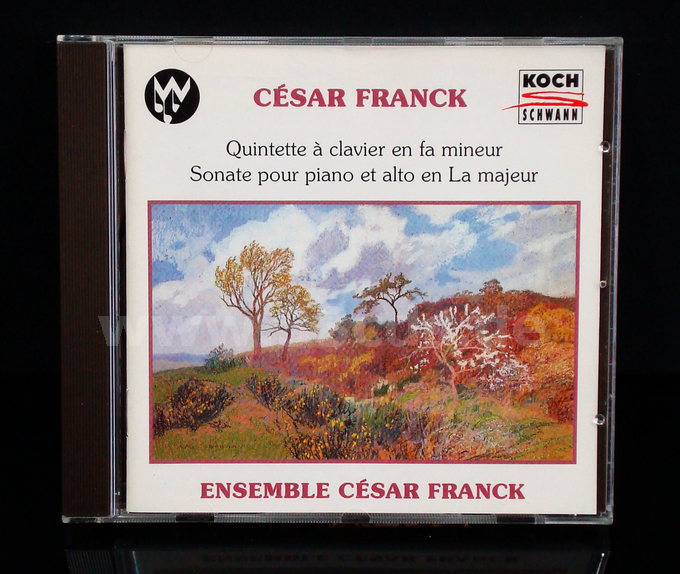 CÉSAR FRANCK
KOCH
SCHWANN
Quintette à clavier en fa mineur
Sonate pour piano et alto en La majeur
ENSEMBLE CÉSAR FRANCK